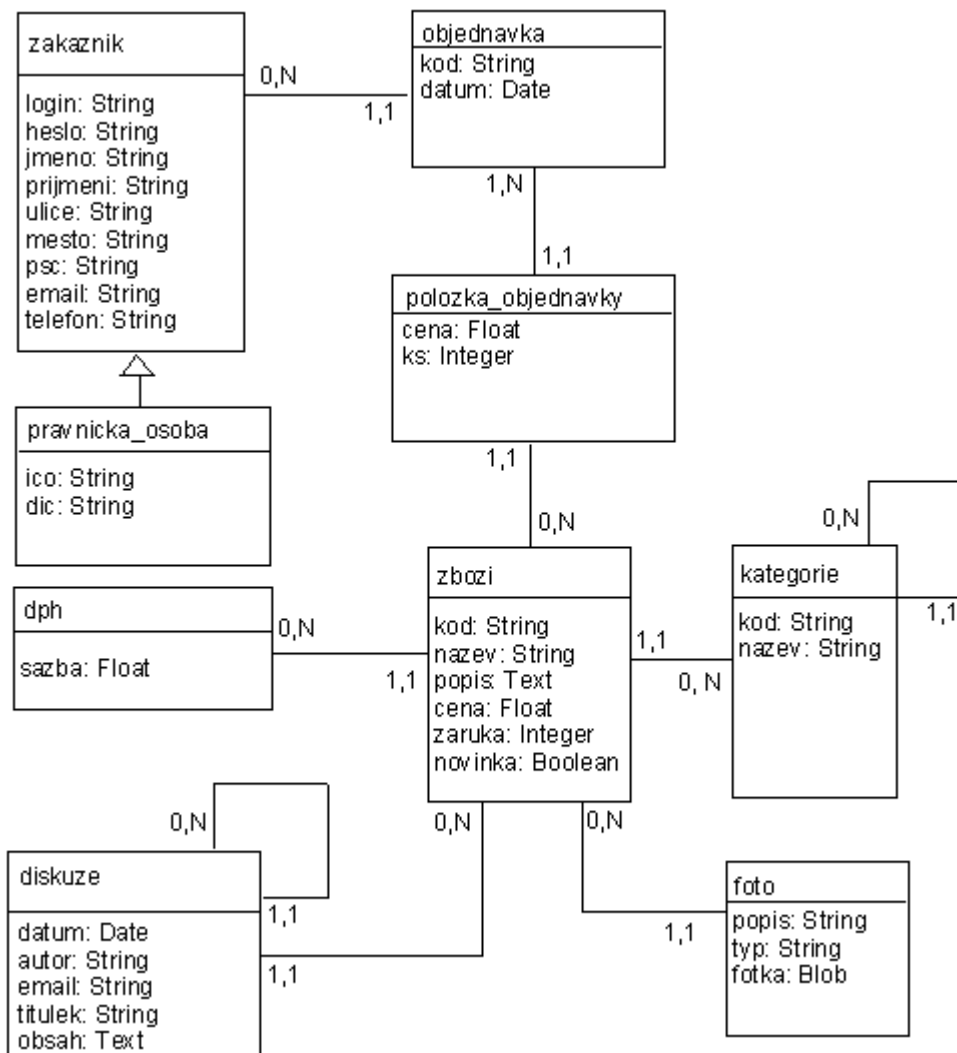 zakaznik
login: String
heslo: String
jmeno: String
prijmeni: String
ulice: String
mesto: String
psc: String
email: String
telefon: String
0,N
1,1
objednavka
kod: String
datum: Date
1,N
1,1
polozka_objednavky
cena: Float
ks: Integer
1,1
0,N
pravnicka_osoba
ico: String
dic: String
dph
sazba: Float
0,N
1,1
zbozi
kod: String
nazev: String
popis: Text
cena: Float
zaruka: Integer
novinka: Boolean
1,1
0, N
kategorie
kod: String
nazev: String
0,N
1,1
0,N
1,1
diskuze
datum: Date
autor: String
email: String
titulek: String
obsah: Text
1,1
0,N
0,N
1,1
foto
popis: String
typ: String
fotka: Blob